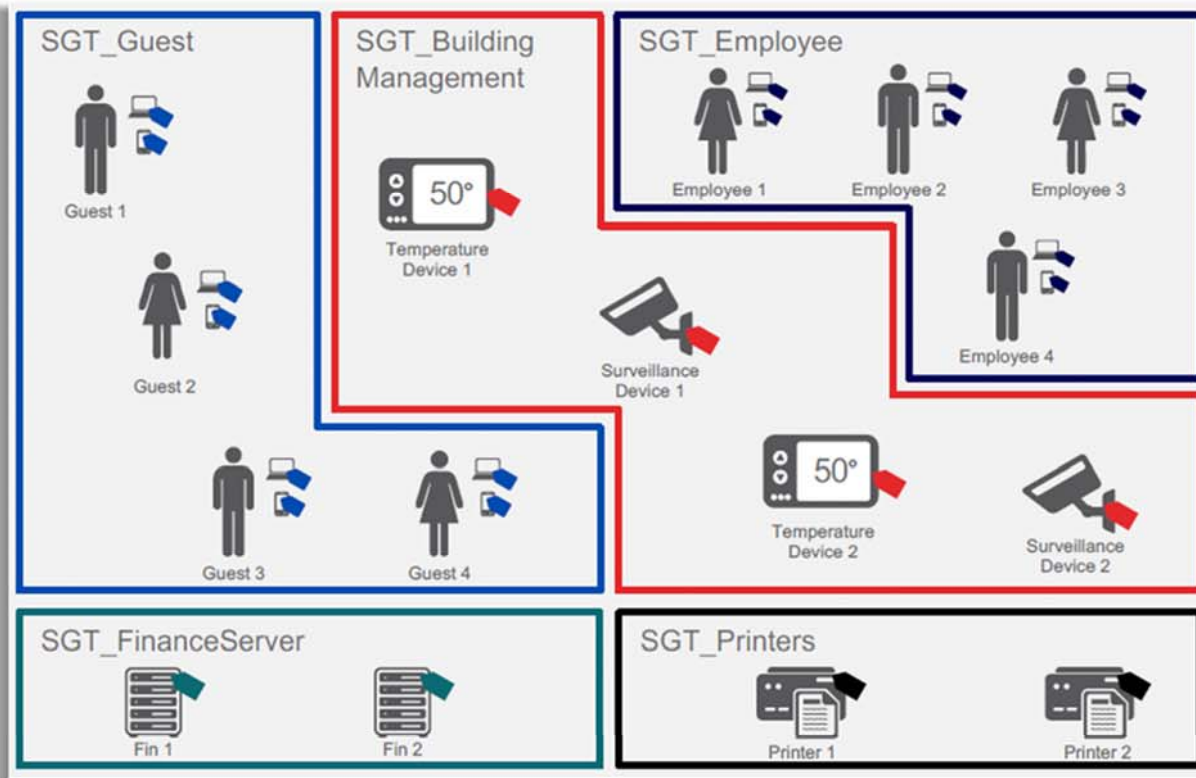 SGT_Guest
Guest 1
Guest 2
Guest 3
Guest 4
SGT_Building
Management
50°
Temperature
Device 1
Surveillance
Device 1
50°
Temperature
Device 2
Surveillance
Device 2
SGT_Employee
Employee 1
Employee 2
Employee 3
Employee 4
SGT_FinanceServer
Fin 1
Fin 2
SGT_Printers
Printer 1
Printer 2